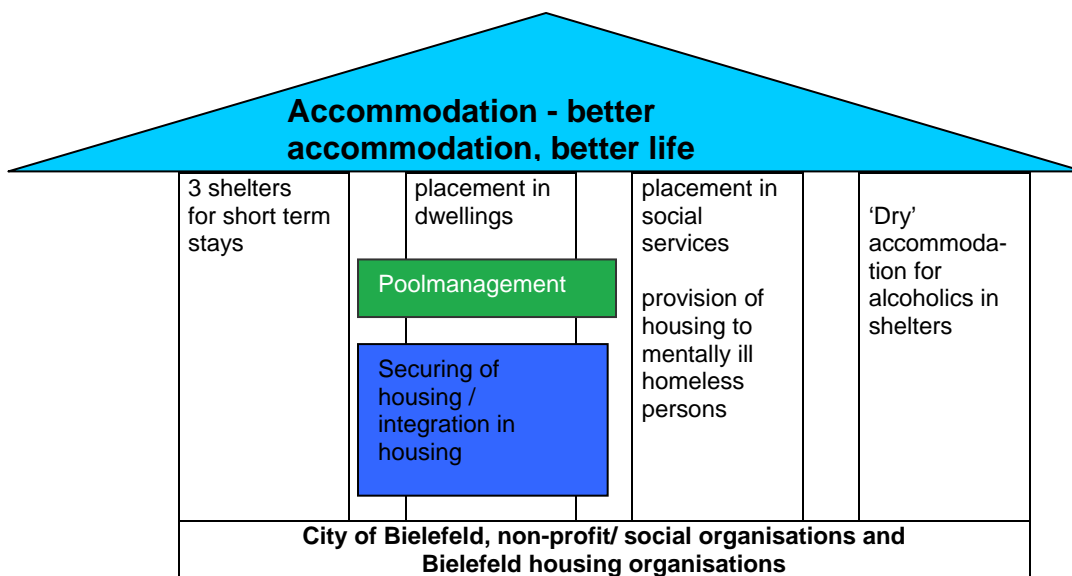 Accommodation - better
accommodation, better life
3 shelters
for short term
stays
placement in
dwellings
Poolmanagement
Securing of
housing /
integration in
housing
placement in
social
services
provision of
housing to
mentally ill
homeless
persons
‘Dry’
accommoda-
tion for
alcoholics in
shelters
City of Bielefeld, non-profit/ social organisations and
Bielefeld housing organisations